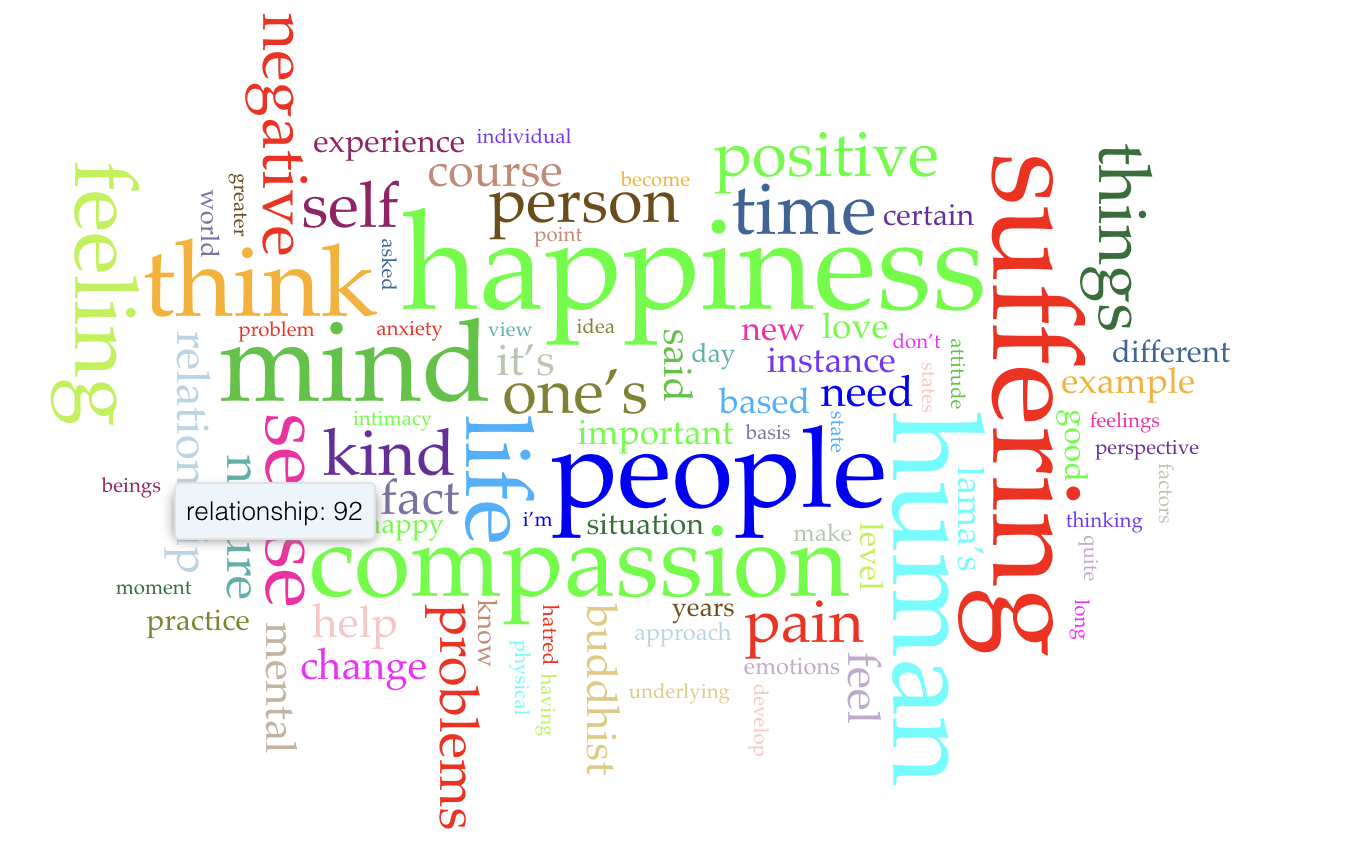 negative
experience
individual
course
become
positive
feeling
greater
world
self
person
point
time
certain
suffering
things
think
asked
happiness
problem
anxiety
view
idea
said
new
love
don't
attitude
different
relationship
mind
it's
one's
day
instance
states
example
based
need
intimacy
sense
kind
life
important
basis
state
human
good
feelings
perspective
factors
beings
nature
relationship: 92
fact
people
lama's
thinking
happy
i'm
situation
make
level
quite
moment
compassion
long
practice
mental
help
change
problems
know
physical
hatred
having
buddhist
years
approach
underlying
pain
emotions
develop
feel